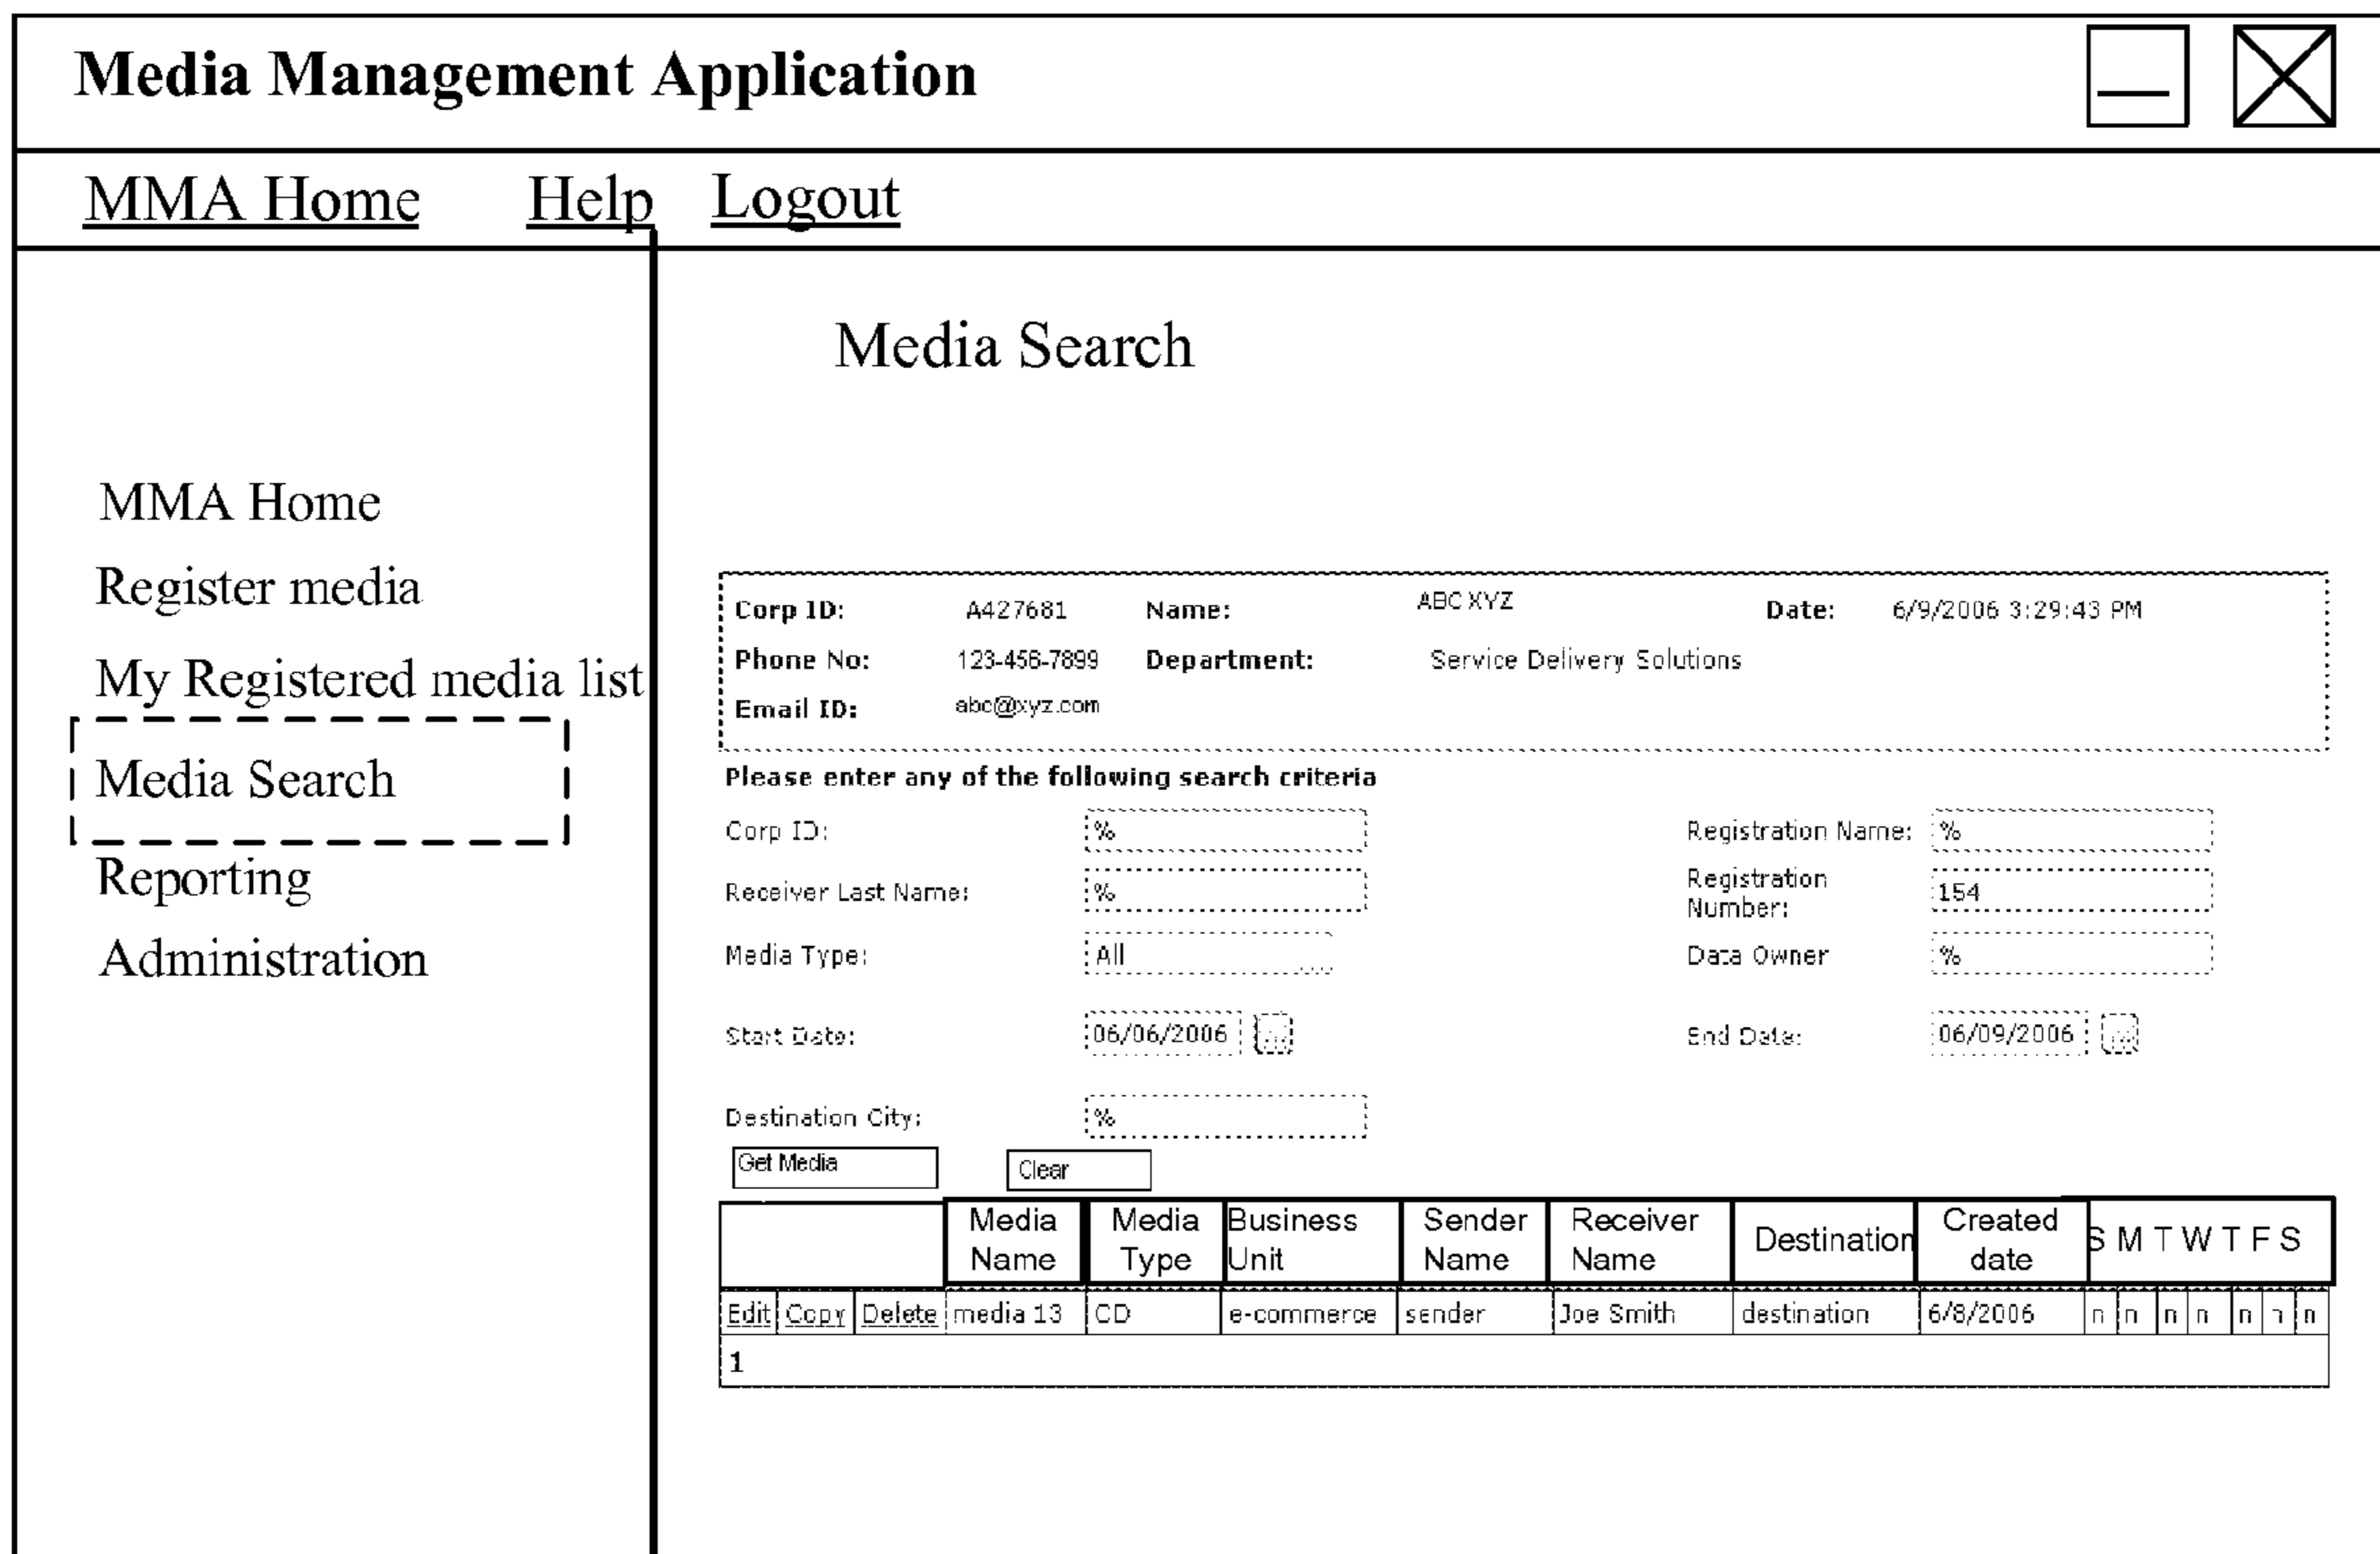 Media Management Application
MMA Home Help Logout
Media Search
MMA Home
Register media
My Registered media list
Media Search
Reporting
Administration
Corp ID: A427681 Name: ABC XYZ Date: 6/9/2006 3:29:43 PM
Phone No: 123-456-7899 Department: Service Delivery Solutions
Email ID: abc@xyz.com
Please enter any of the following search criteria
Corp ID: % Registration Name: %
Receiver Last Name: % Registration Number: 154
Media Type: All Data Owner %
Start Date: 06/06/2006 ... End Date: 06/09/2006 ...
Destination City: %
Get Media Clear
Media Name Media Type Business Unit Sender Name Receiver Name Destination Created date S M T W T F S
Edit Copy Delete media 13 CD e-commerce sender Joe Smith destination 6/8/2006 n n n n n n n
1